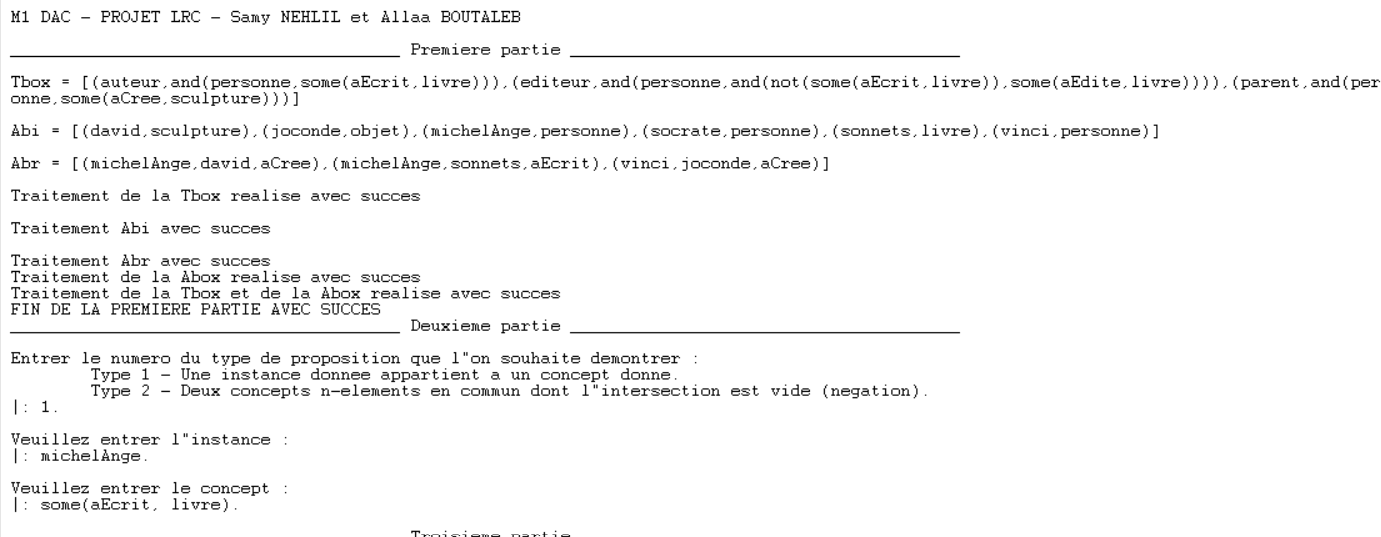 M1 DAC - PROJET LRC - Samy NEHLIL et Allaa BOUTALEB
_______________________________________ Premiere partie _______________________________________
Tbox = [(auteur,and(personne,some(aEcrit,livre))),(editeur,and(personne,and(not(some(aEcrit,livre)),some(aEdite,livre)))),(parent,and(per
onne,some(aCree,sculpture)))]
Abi = [(david,sculpture),(joconde,objet),(michelAnge,personne),(socrate,personne),(sonnets,livre),(vinci,personne)]
Abr = [(michelAnge,david,aCree),(michelAnge,sonnets,aEcrit),(vinci,joconde,aCree)]
Traitement de la Tbox realise avec succes
Traitement Abi avec succes
Traitement Abr avec succes
Traitement de la Abox realise avec succes
Traitement de la Tbox et de la Abox realise avec succes
FIN DE LA PREMIERE PARTIE AVEC SUCCES
_______________________________________ Deuxieme partie _______________________________________
Entrer le numero du type de proposition que l"on souhaite demontrer :
Type 1 - Une instance donnee appartient a un concept donne.
Type 2 - Deux concepts n-elements en commun dont l"intersection est vide (negation).
|: 1.
Veuillez entrer l"instance :
|: michelAnge.
Veuillez entrer le concept :
|: some(aEcrit, livre).
Troisieme partie